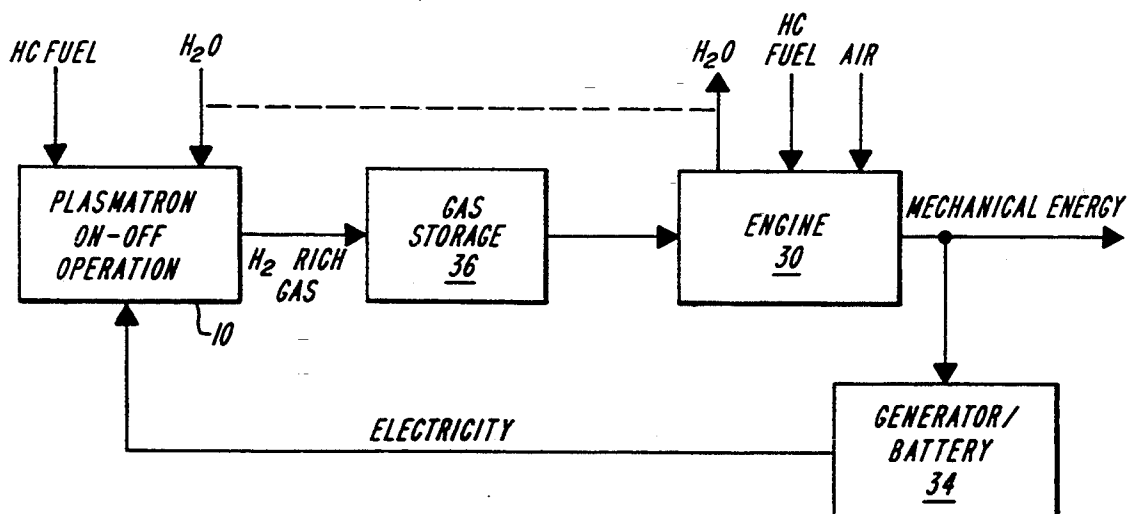 HC FUEL
H₂O
H₂O
HC
FUEL
AIR
PLASMATRON
ON-OFF
OPERATION
10
H₂ RICH
GAS
GAS
STORAGE
36
ENGINE
30
MECHANICAL ENERGY
GENERATOR/
BATTERY
34
ELECTRICITY